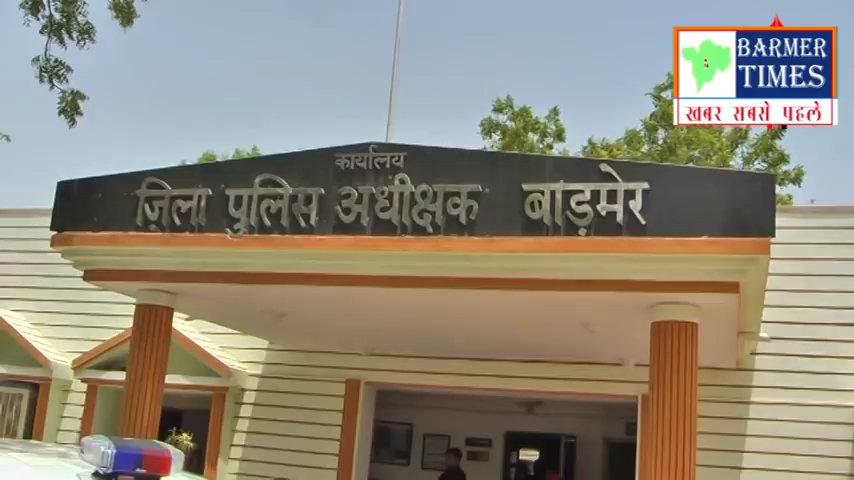 कार्यालय
ज़िला पुलिस अधीक्षक बाड़मेर
BARMER
TIMES
खबर सबसे पहले